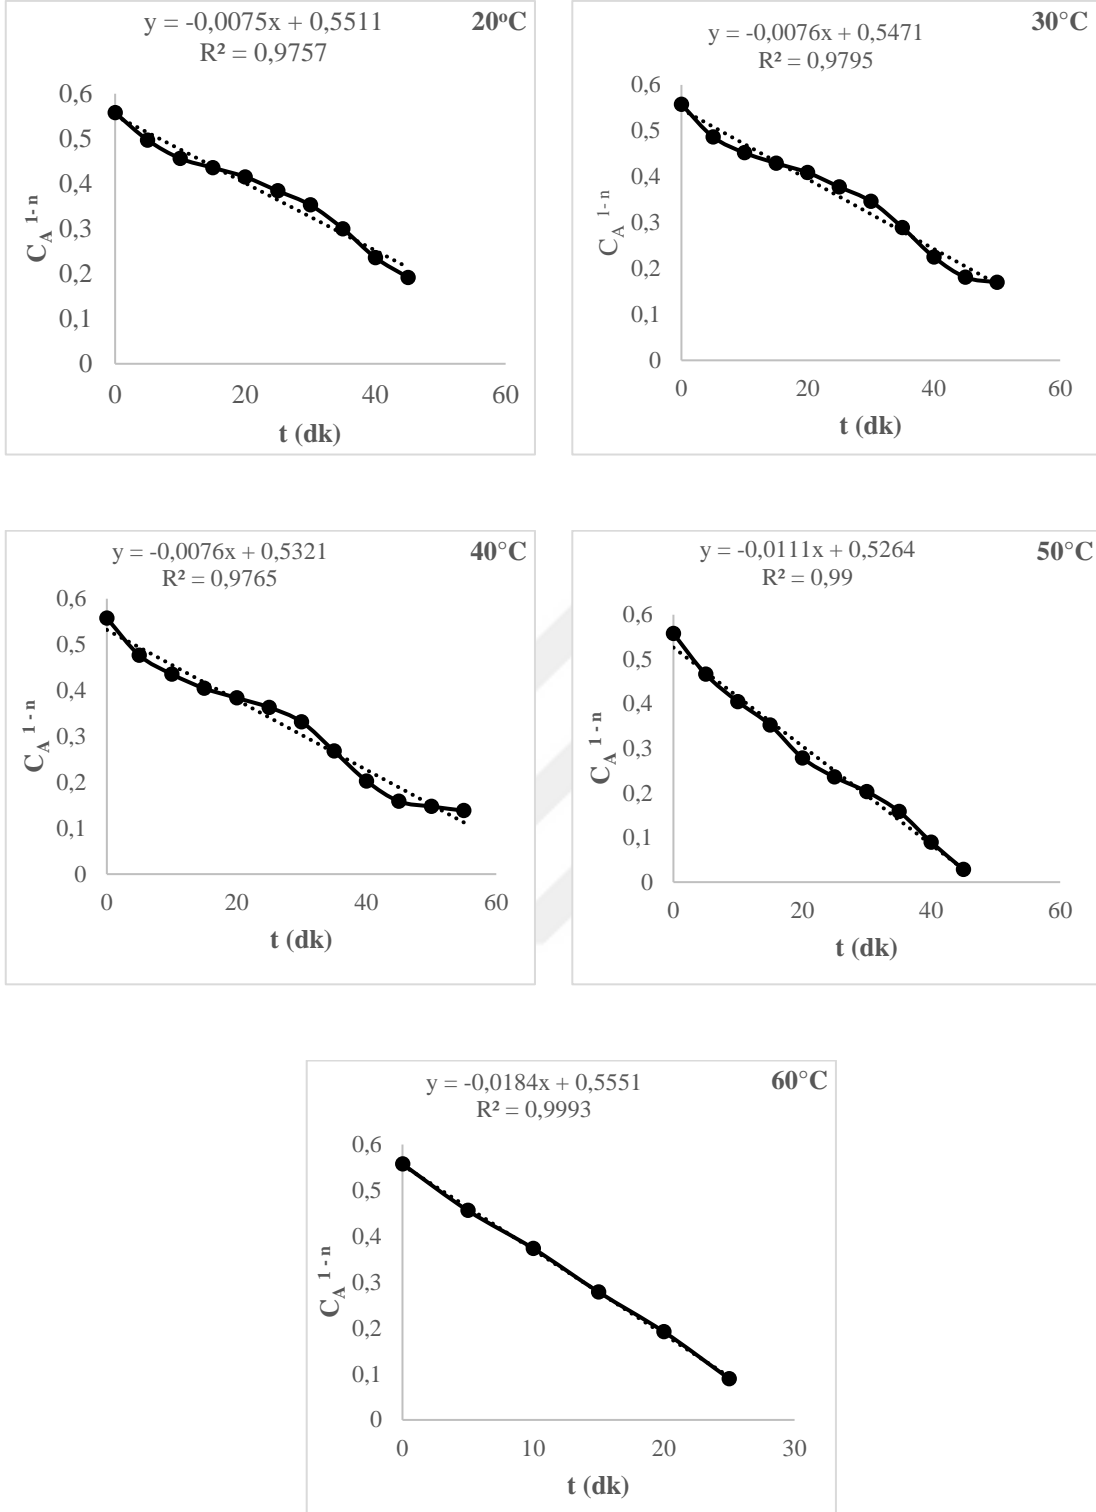 y = -0,0075x + 0,5511
R² = 0,9757
20ºC
0,6
0,5
0,4
0,3
0,2
0,1
0
0 20 40 60
C_A ^1- n
t (dk)
y = -0,0076x + 0,5471
R² = 0,9795
30°C
0,6
0,5
0,4
0,3
0,2
0,1
0
0 20 40 60
C_A ^1- n
t (dk)
y = -0,0076x + 0,5321
R² = 0,9765
40°C
0,6
0,5
0,4
0,3
0,2
0,1
0
0 20 40 60
C_A ^1 - n
t (dk)
y = -0,0111x + 0,5264
R² = 0,99
50°C
0,6
0,5
0,4
0,3
0,2
0,1
0
0 20 40 60
C_A ^1 - n
t (dk)
y = -0,0184x + 0,5551
R² = 0,9993
60°C
0,6
0,5
0,4
0,3
0,2
0,1
0
0 10 20 30
C_A ^1 - n
t (dk)